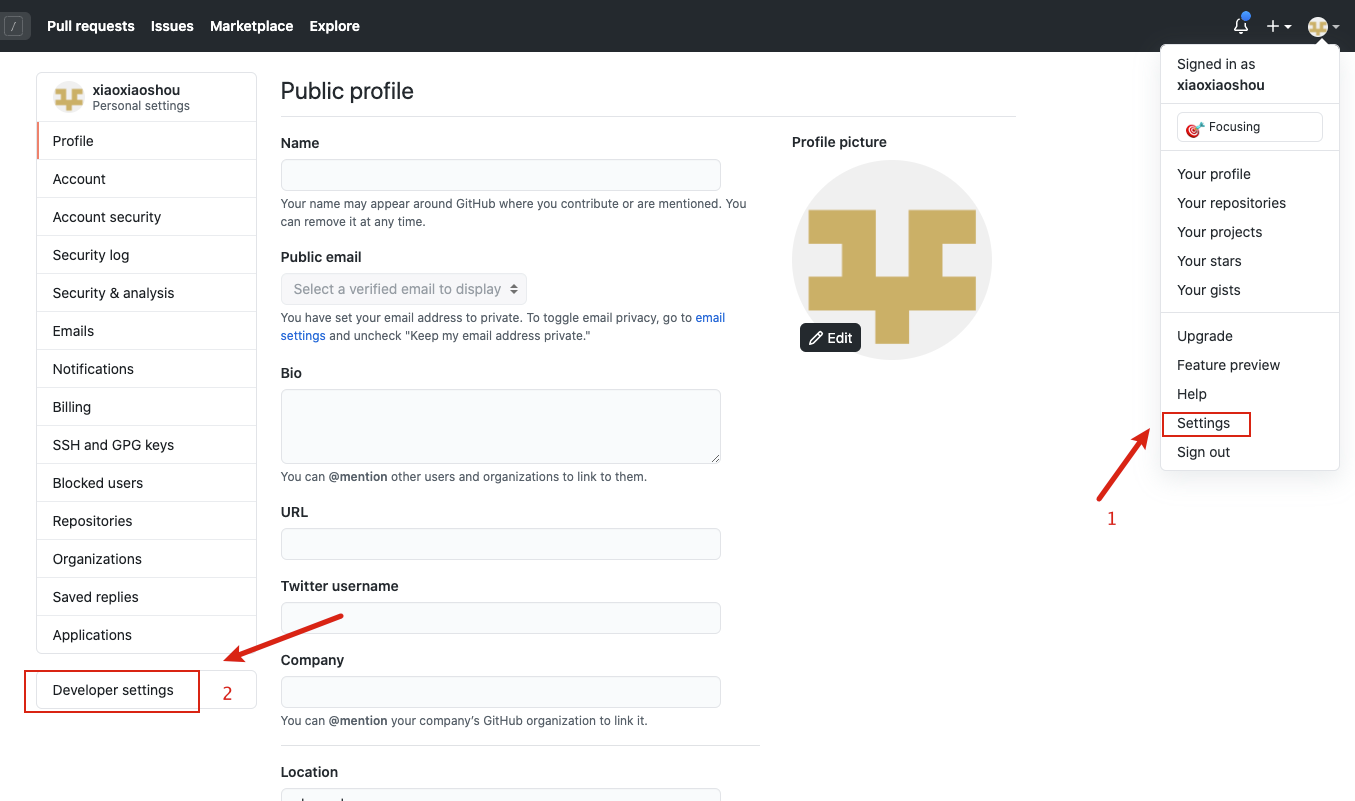 / Pull requests Issues Marketplace Explore
xiaoxiaoshou
Personal settings
Profile
Account
Account security
Security log
Security & analysis
Emails
Notifications
Billing
SSH and GPG keys
Blocked users
Repositories
Organizations
Saved replies
Applications
Developer settings
2
Public profile
Name
Your name may appear around GitHub where you contribute or are mentioned. You
can remove it at any time.
Public email
Select a verified email to display
You have set your email address to private. To toggle email privacy, go to email
settings and uncheck "Keep my email address private."
Bio
You can @mention other users and organizations to link to them.
URL
Twitter username
Company
You can @mention your company’s GitHub organization to link it.
Location
Profile picture
Edit
Signed in as
xiaoxiaoshou
Focusing
Your profile
Your repositories
Your projects
Your stars
Your gists
Upgrade
Feature preview
Help
Settings
Sign out
1